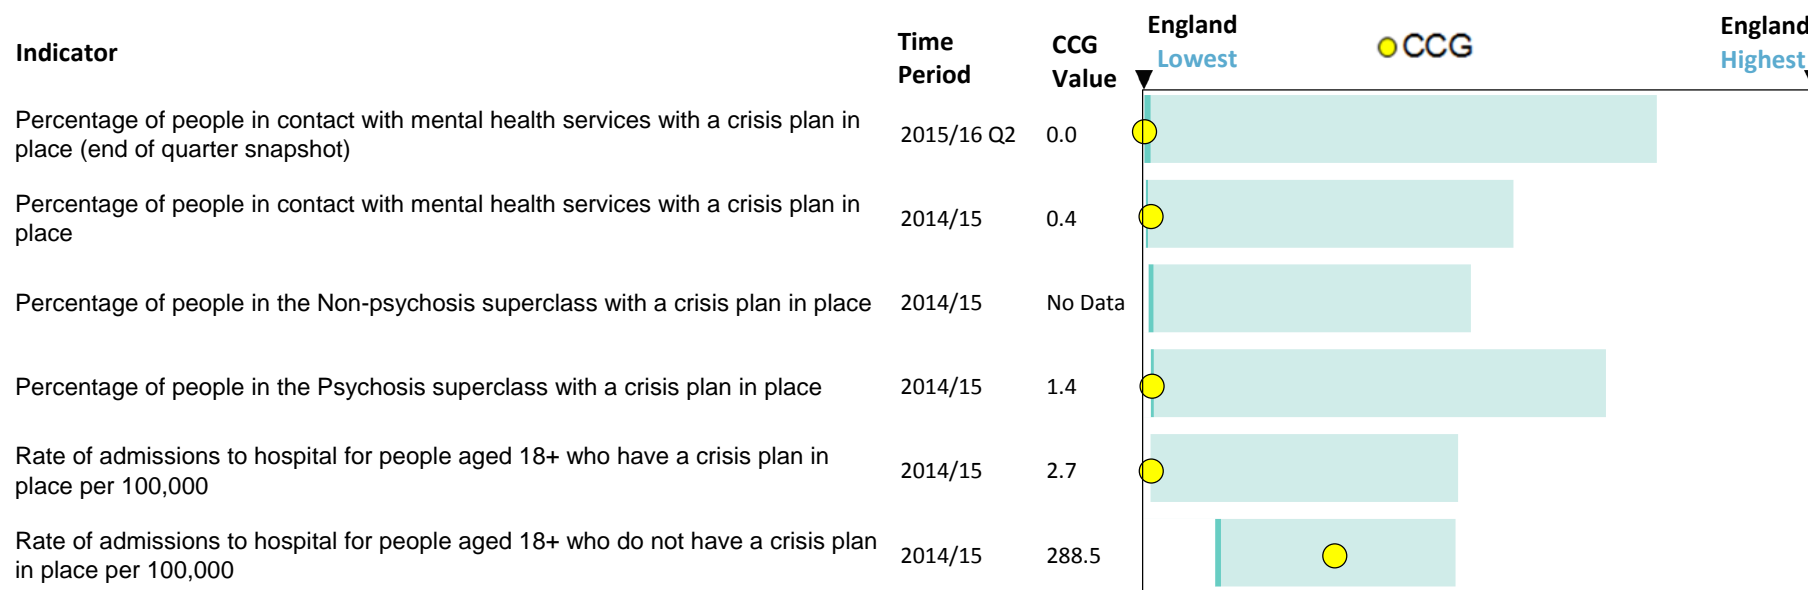 Indicator
Time
Period
CCG
Value
England
Lowest
CCG
England
Highest
Percentage of people in contact with mental health services with a crisis plan in
place (end of quarter snapshot)
2015/16 Q2
0.0
Percentage of people in contact with mental health services with a crisis plan in
place
2014/15
0.4
Percentage of people in the Non-psychosis superclass with a crisis plan in place
2014/15
No Data
Percentage of people in the Psychosis superclass with a crisis plan in place
2014/15
1.4
Rate of admissions to hospital for people aged 18+ who have a crisis plan in
place per 100,000
2014/15
2.7
Rate of admissions to hospital for people aged 18+ who do not have a crisis plan
in place per 100,000
2014/15
288.5